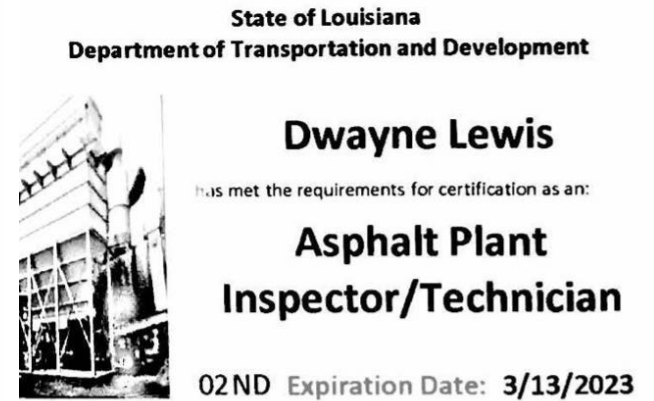 State of Louisiana
Department of Transportation and Development
Dwayne Lewis
has met the requirements for certification as an:
Asphalt Plant
Inspector/Technician
02ND Expiration Date: 3/13/2023